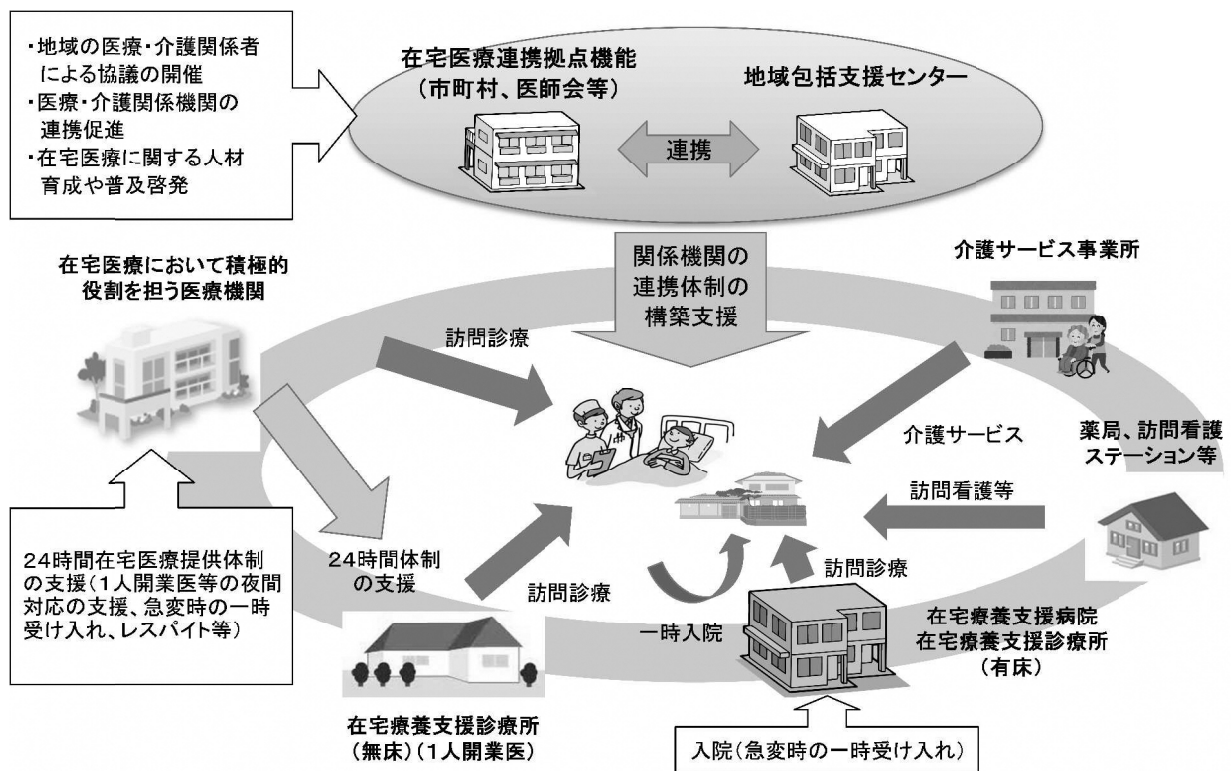 ・地域の医療・介護関係者
による協議の開催
・医療・介護関係機関の
連携促進
・在宅医療に関する人材
育成や普及啓発
在宅医療連携拠点機能
(市町村、医師会等)
地域包括支援センター
連携
関係機関の
連携体制の
構築支援
在宅医療において積極的
役割を担う医療機関
介護サービス事業所
訪問診療
介護サービス
薬局、訪問看護
ステーション等
訪問看護等
24時間在宅医療提供体制
の支援(1人開業医等の夜間
対応の支援、急変時の一時
受け入れ、レスパイト等)
24時間体制
の支援
訪問診療
訪問診療
一時入院
在宅療養支援病院
在宅療養支援診療所
(有床)
在宅療養支援診療所
(無床)(1人開業医)
入院(急変時の一時受け入れ)